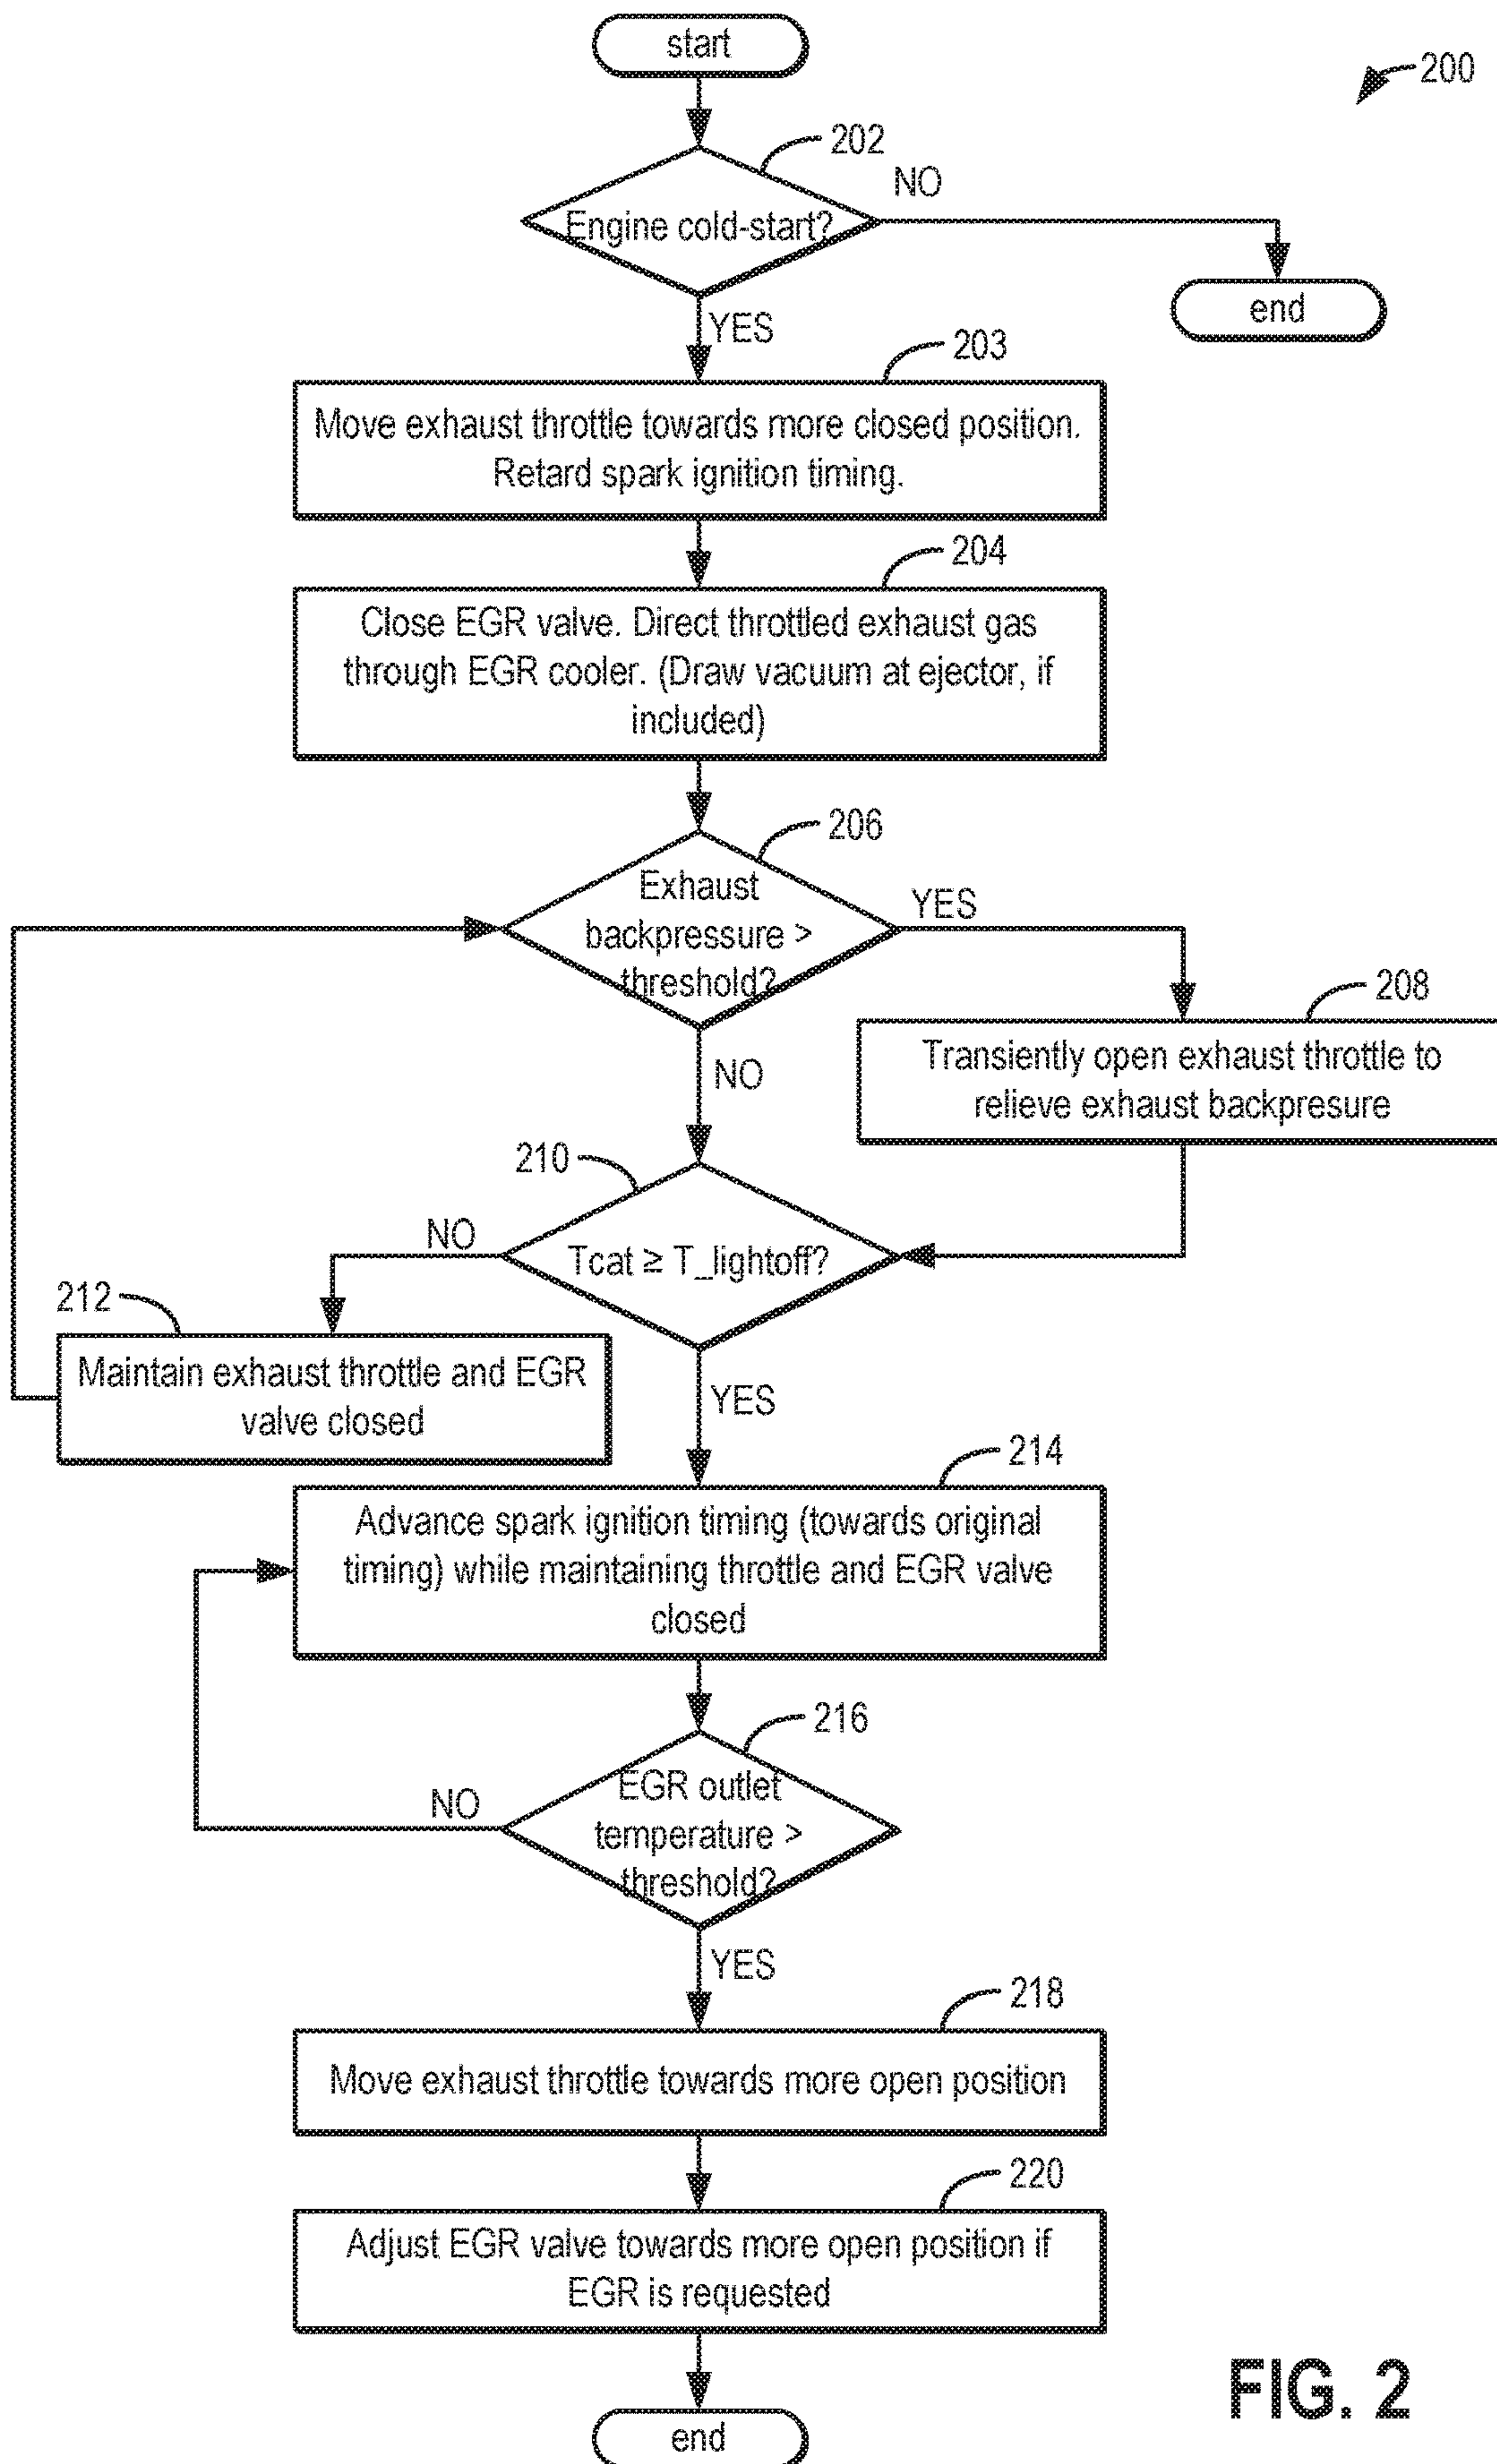 start
200
202
NO
Engine cold-start?
end
YES
203
Move exhaust throttle towards more closed position.
Retard spark ignition timing.
204
Close EGR valve. Direct throttled exhaust gas
through EGR cooler. (Draw vacuum at ejector, if
included)
206
Exhaust
backpressure >
threshold?
YES
208
Transiently open exhaust throttle to
relieve exhaust backpresure
NO
210
Tcat ≥ T_lightoff?
NO
212
Maintain exhaust throttle and EGR
valve closed
YES
214
Advance spark ignition timing (towards original
timing) while maintaining throttle and EGR valve
closed
216
EGR outlet
temperature >
threshold?
NO
YES
218
Move exhaust throttle towards more open position
220
Adjust EGR valve towards more open position if
EGR is requested
end
FIG. 2